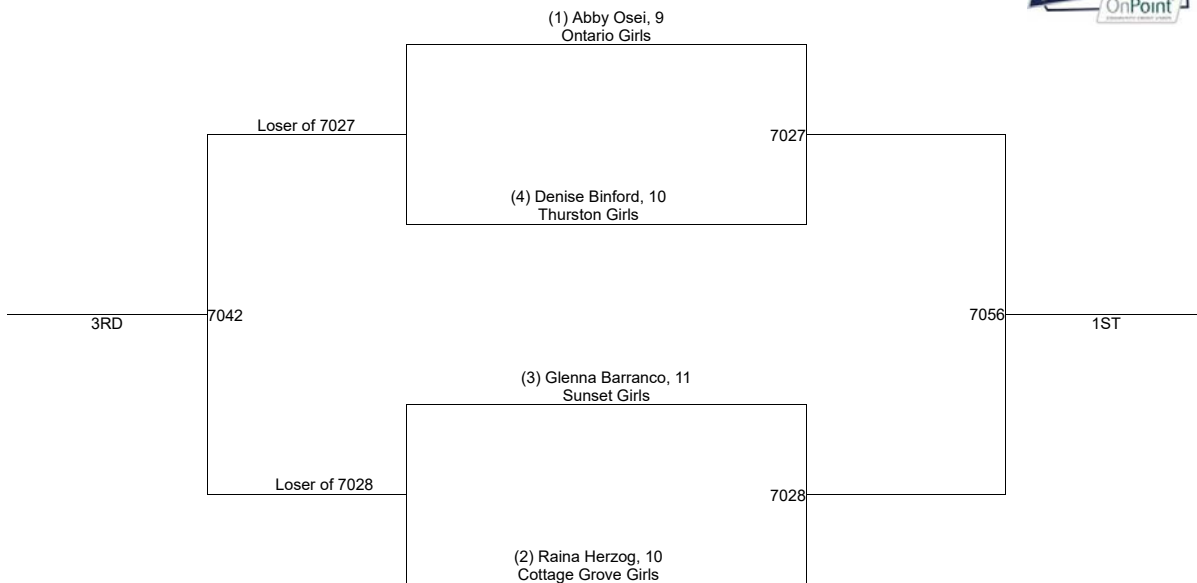 OnPoint
(1) Abby Osei, 9
Ontario Girls
Loser of 7027
7027
(4) Denise Binford, 10
Thurston Girls
3RD
7042
7056
1ST
(3) Glenna Barranco, 11
Sunset Girls
Loser of 7028
7028
(2) Raina Herzog, 10
Cottage Grove Girls